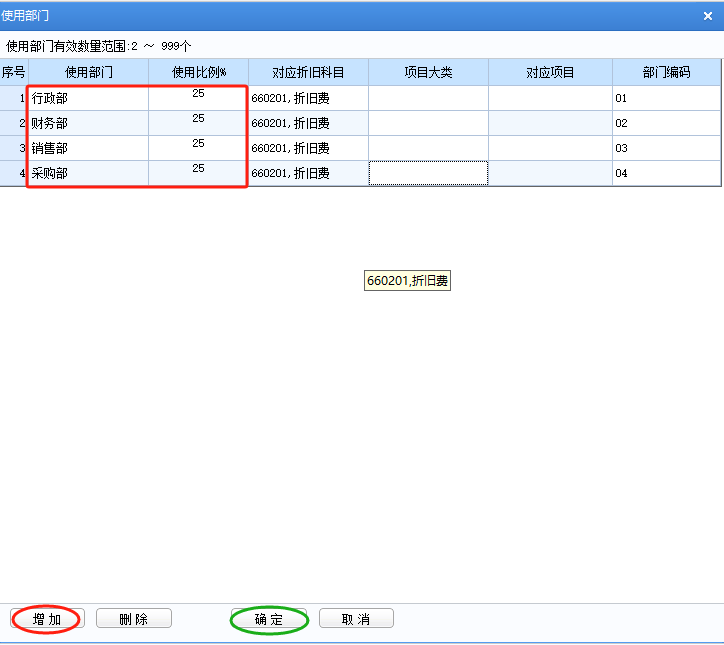 使用部门 ×
使用部门有效数量范围:2 ～ 999个
序号 使用部门 使用比例% 对应折旧科目 项目大类 对应项目 部门编码
1 行政部 25 660201,折旧费 01
2 财务部 25 660201,折旧费 02
3 销售部 25 660201,折旧费 03
4 采购部 25 660201,折旧费 04
660201,折旧费
增加 删除 确定 取消